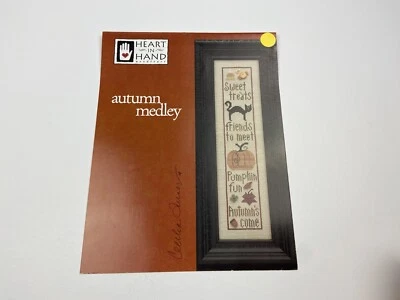 HEART
IN
HAND
autumn
medley
Sweet
treats
friends
to meet
Pumpkin
fun
Autumn's
come